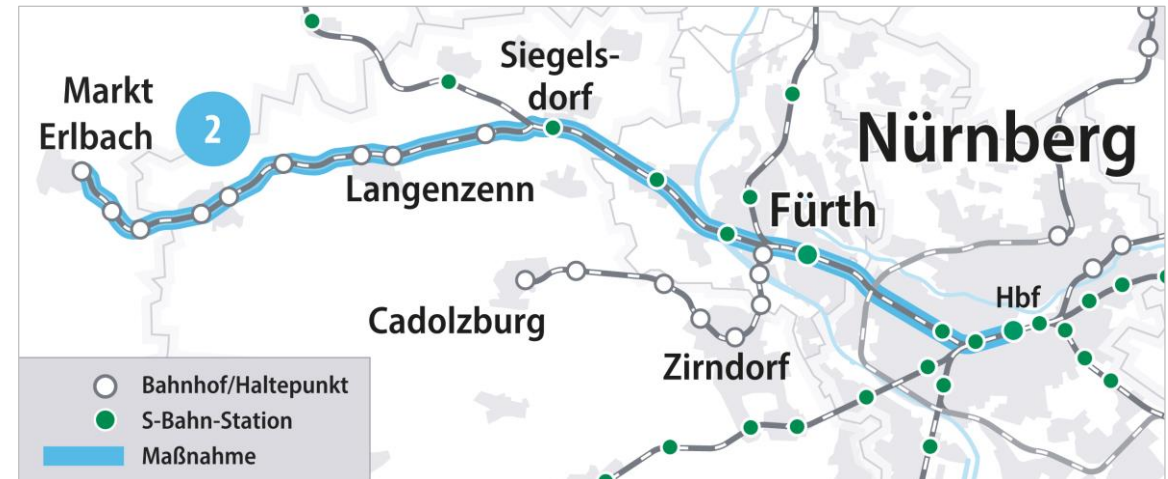 Markt
Erlbach
2
Siegels-
dorf
Langenzenn
Nürnberg
Fürth
Hbf
Cadolzburg
Zirndorf
Bahnhof/Haltepunkt
S-Bahn-Station
Maßnahme